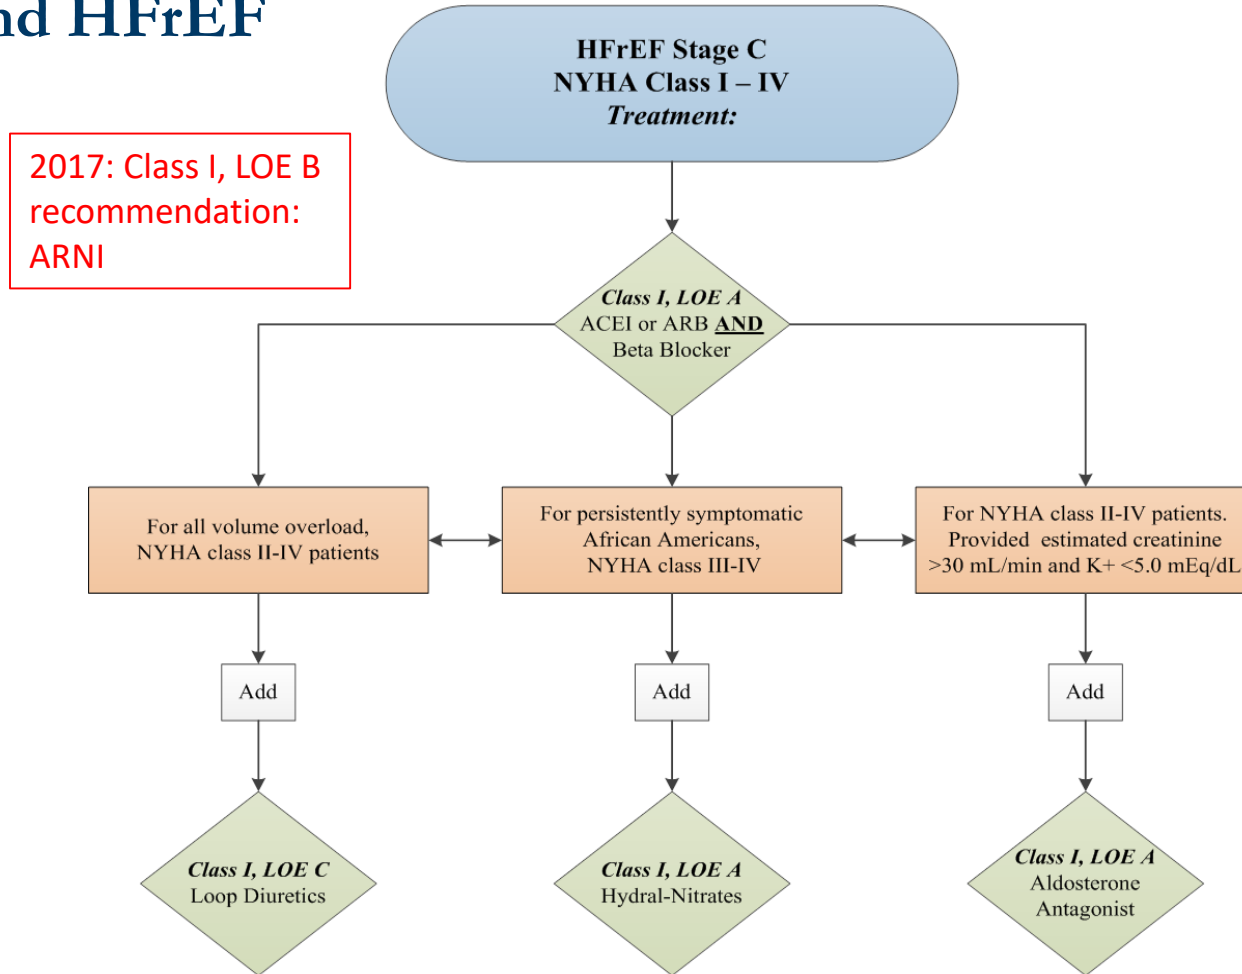 nd HFrEF
HFrEF Stage C
NYHA Class I – IV
Treatment:
2017: Class I, LOE B
recommendation:
ARNI
Class I, LOE A
ACEI or ARB AND
Beta Blocker
For all volume overload,
NYHA class II-IV patients
For persistently symptomatic
African Americans,
NYHA class III-IV
For NYHA class II-IV patients.
Provided estimated creatinine
>30 mL/min and K+ <5.0 mEq/dL
Add
Add
Add
Class I, LOE C
Loop Diuretics
Class I, LOE A
Hydral-Nitrates
Class I, LOE A
Aldosterone
Antagonist